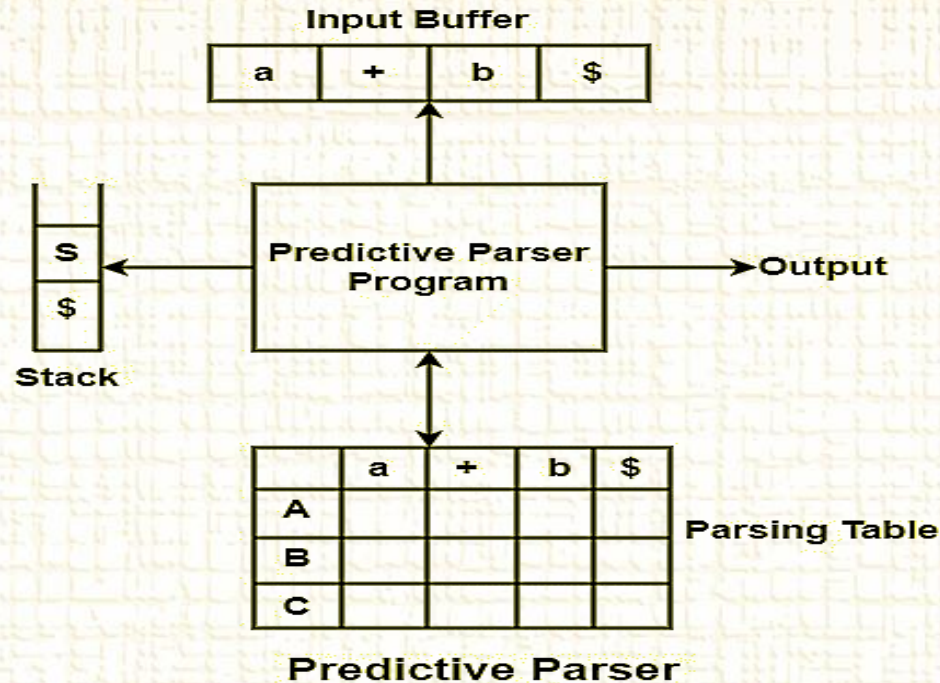 Input Buffer
a + b $
S
$
Stack
Predictive Parser
Program
Output
a + b $
A
B
C
Parsing Table
Predictive Parser